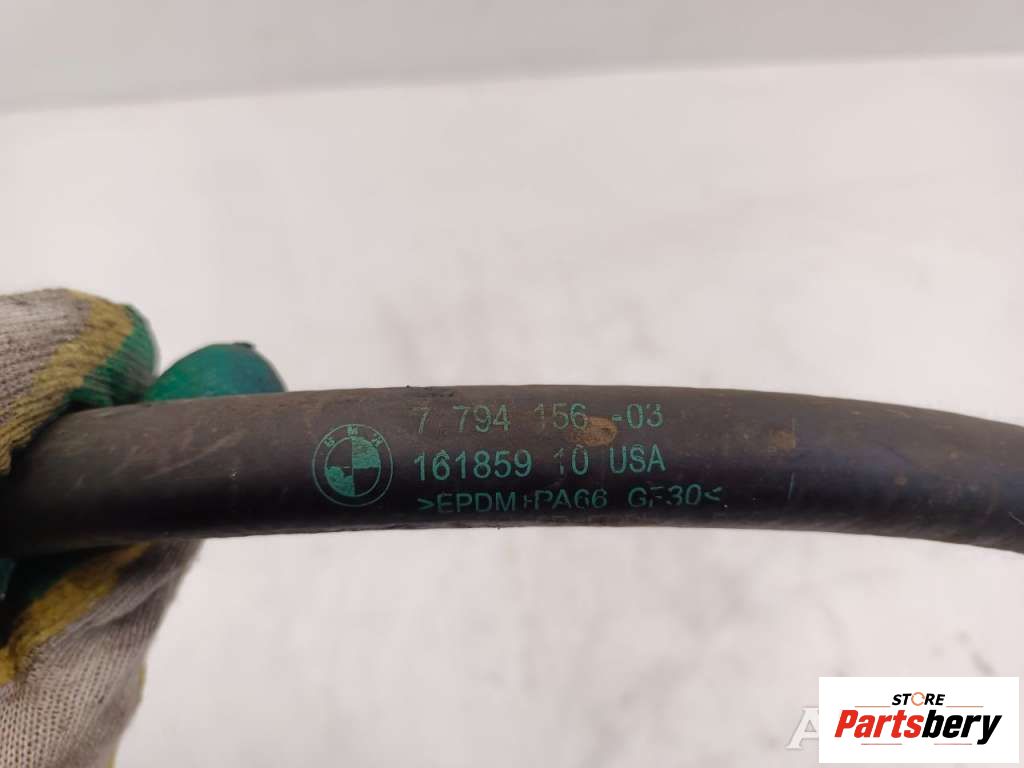 7 794 156 -03
BMW
161859 10 USA
>EPDM+PA66 GF30<
STORE
Partsbery